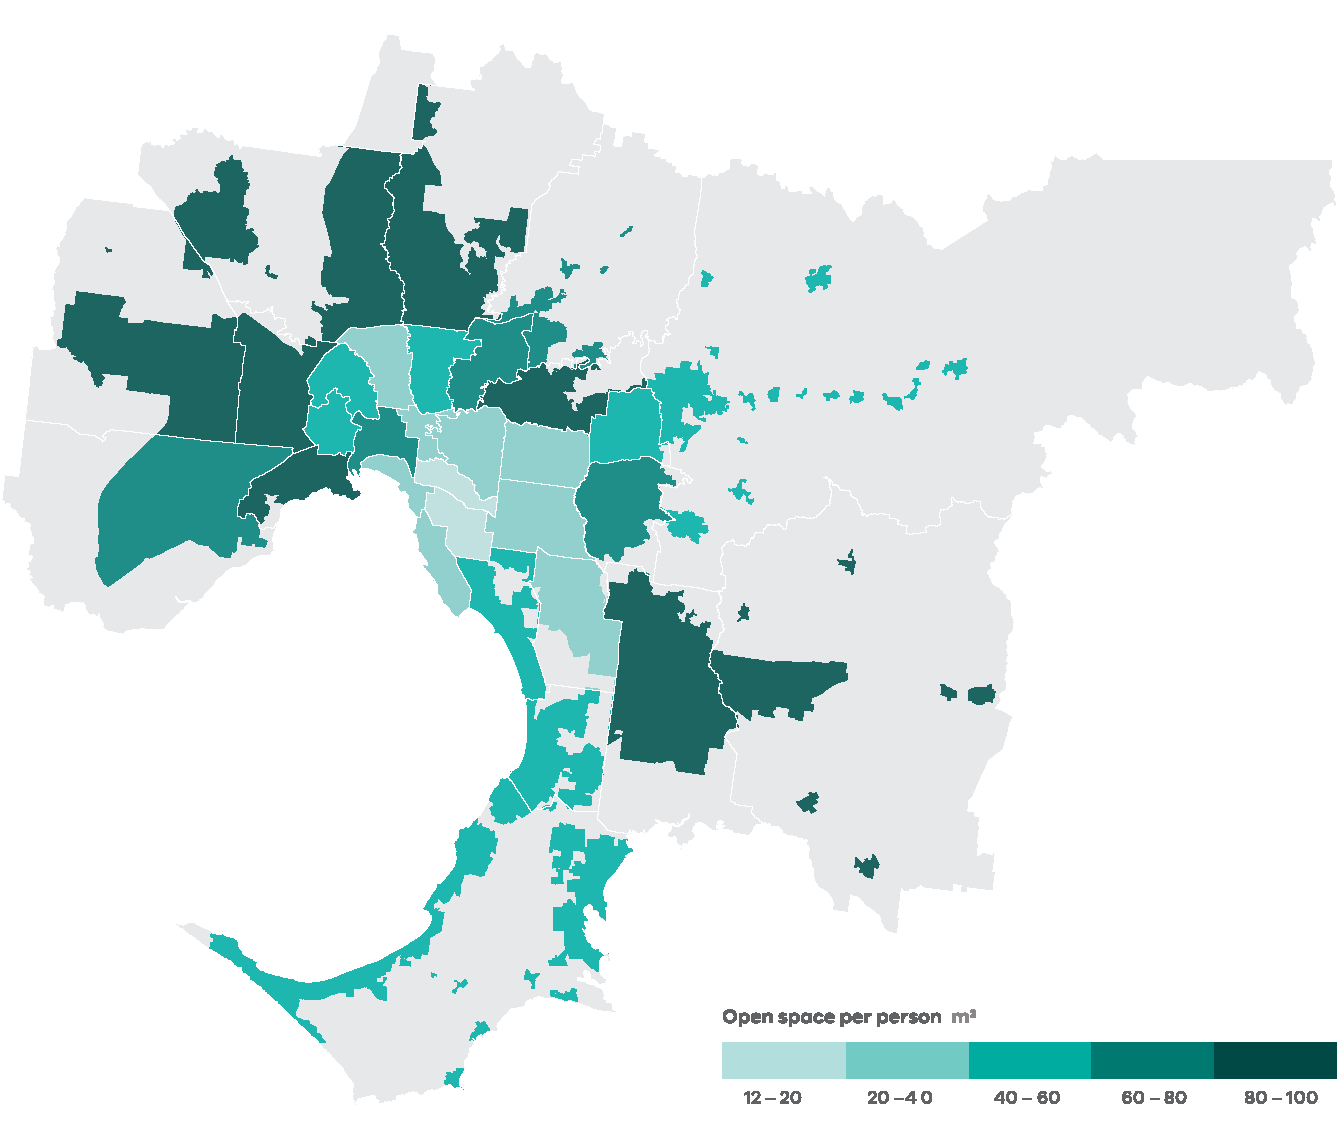 Open space per person m²
12 – 20
20 –4 0
40 – 60
60 – 80
80 – 100